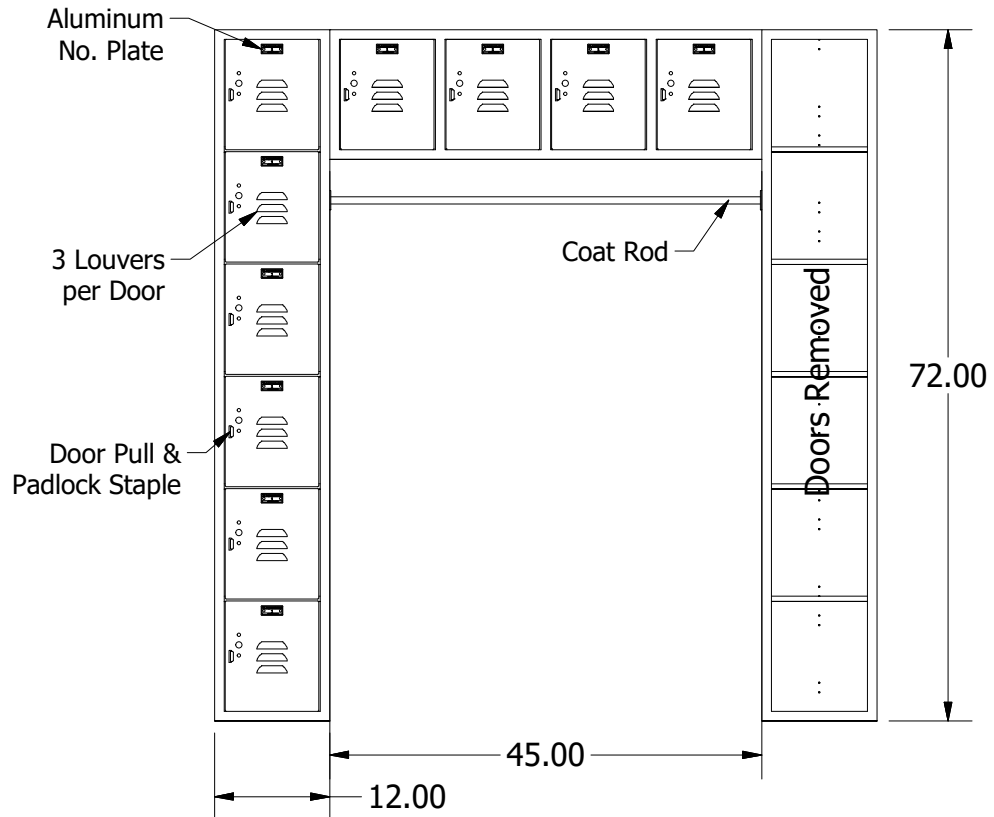 Aluminum
No. Plate
3 Louvers
per Door
Coat Rod
Doors Removed
72.00
Door Pull &
Padlock Staple
45.00
12.00